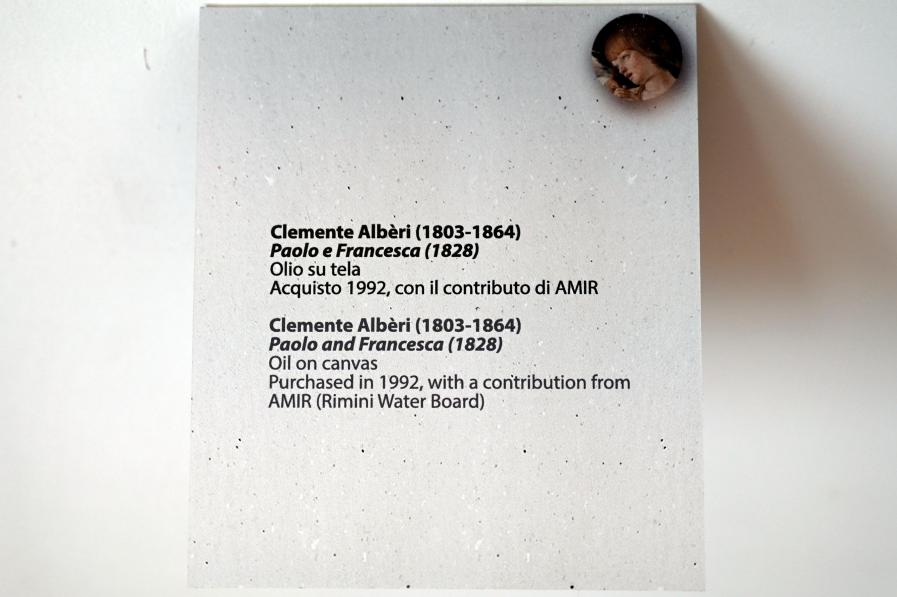 Clemente Albèri (1803-1864)
Paolo e Francesca (1828)
Olio su tela
Acquisto 1992, con il contributo di AMIR
Clemente Albèri (1803-1864)
Paolo and Francesca (1828)
Oil on canvas
Purchased in 1992, with a contribution from
AMIR (Rimini Water Board)